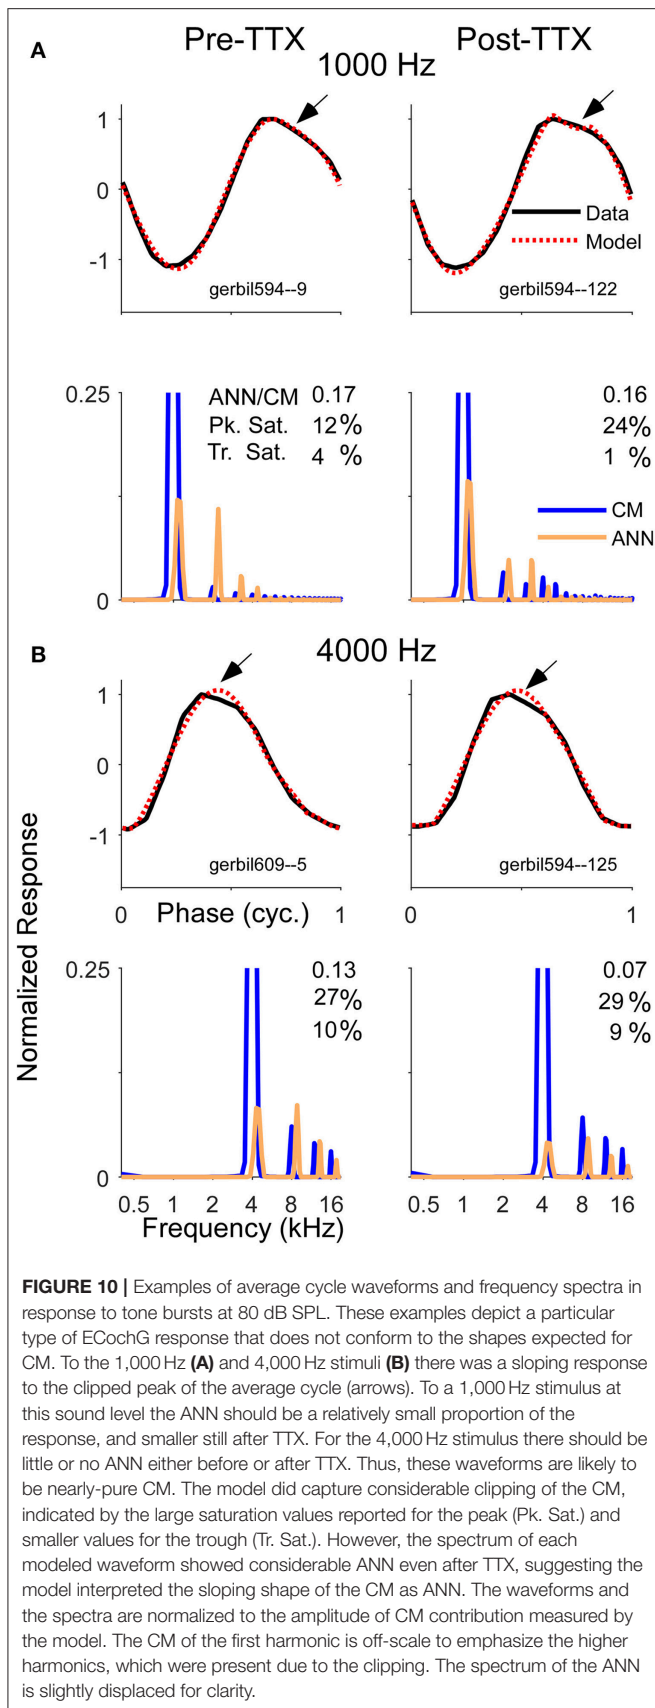 Pre-TTX Post-TTX
A
1000 Hz
1
0
-1
Data
Model
gerbil594--9
gerbil594--122
0.25
ANN/CM 0.17
Pk. Sat. 12%
Tr. Sat. 4 %
0.16
24%
1 %
CM
ANN
0 0
B
4000 Hz
1
0
-1
gerbil609--5
gerbil594--125
0 Phase (cyc.) 1 0 1
Normalized Response
0.25
0.13
27%
10%
0.25
0.07
29%
9 %
0 0
0.5 1 2 4 8 16 0.5 1 2 4 8 16
Frequency (kHz)
FIGURE 10 | Examples of average cycle waveforms and frequency spectra in
response to tone bursts at 80 dB SPL. These examples depict a particular
type of ECochG response that does not conform to the shapes expected for
CM. To the 1,000 Hz (A) and 4,000 Hz stimuli (B) there was a sloping response
to the clipped peak of the average cycle (arrows). To a 1,000 Hz stimulus at
this sound level the ANN should be a relatively small proportion of the
response, and smaller still after TTX. For the 4,000 Hz stimulus there should be
little or no ANN either before or after TTX. Thus, these waveforms are likely to
be nearly-pure CM. The model did capture considerable clipping of the CM,
indicated by the large saturation values reported for the peak (Pk. Sat.) and
smaller values for the trough (Tr. Sat.). However, the spectrum of each
modeled waveform showed considerable ANN even after TTX, suggesting the
model interpreted the sloping shape of the CM as ANN. The waveforms and
the spectra are normalized to the amplitude of CM contribution measured by
the model. The CM of the first harmonic is off-scale to emphasize the higher
harmonics, which were present due to the clipping. The spectrum of the ANN
is slightly displaced for clarity.